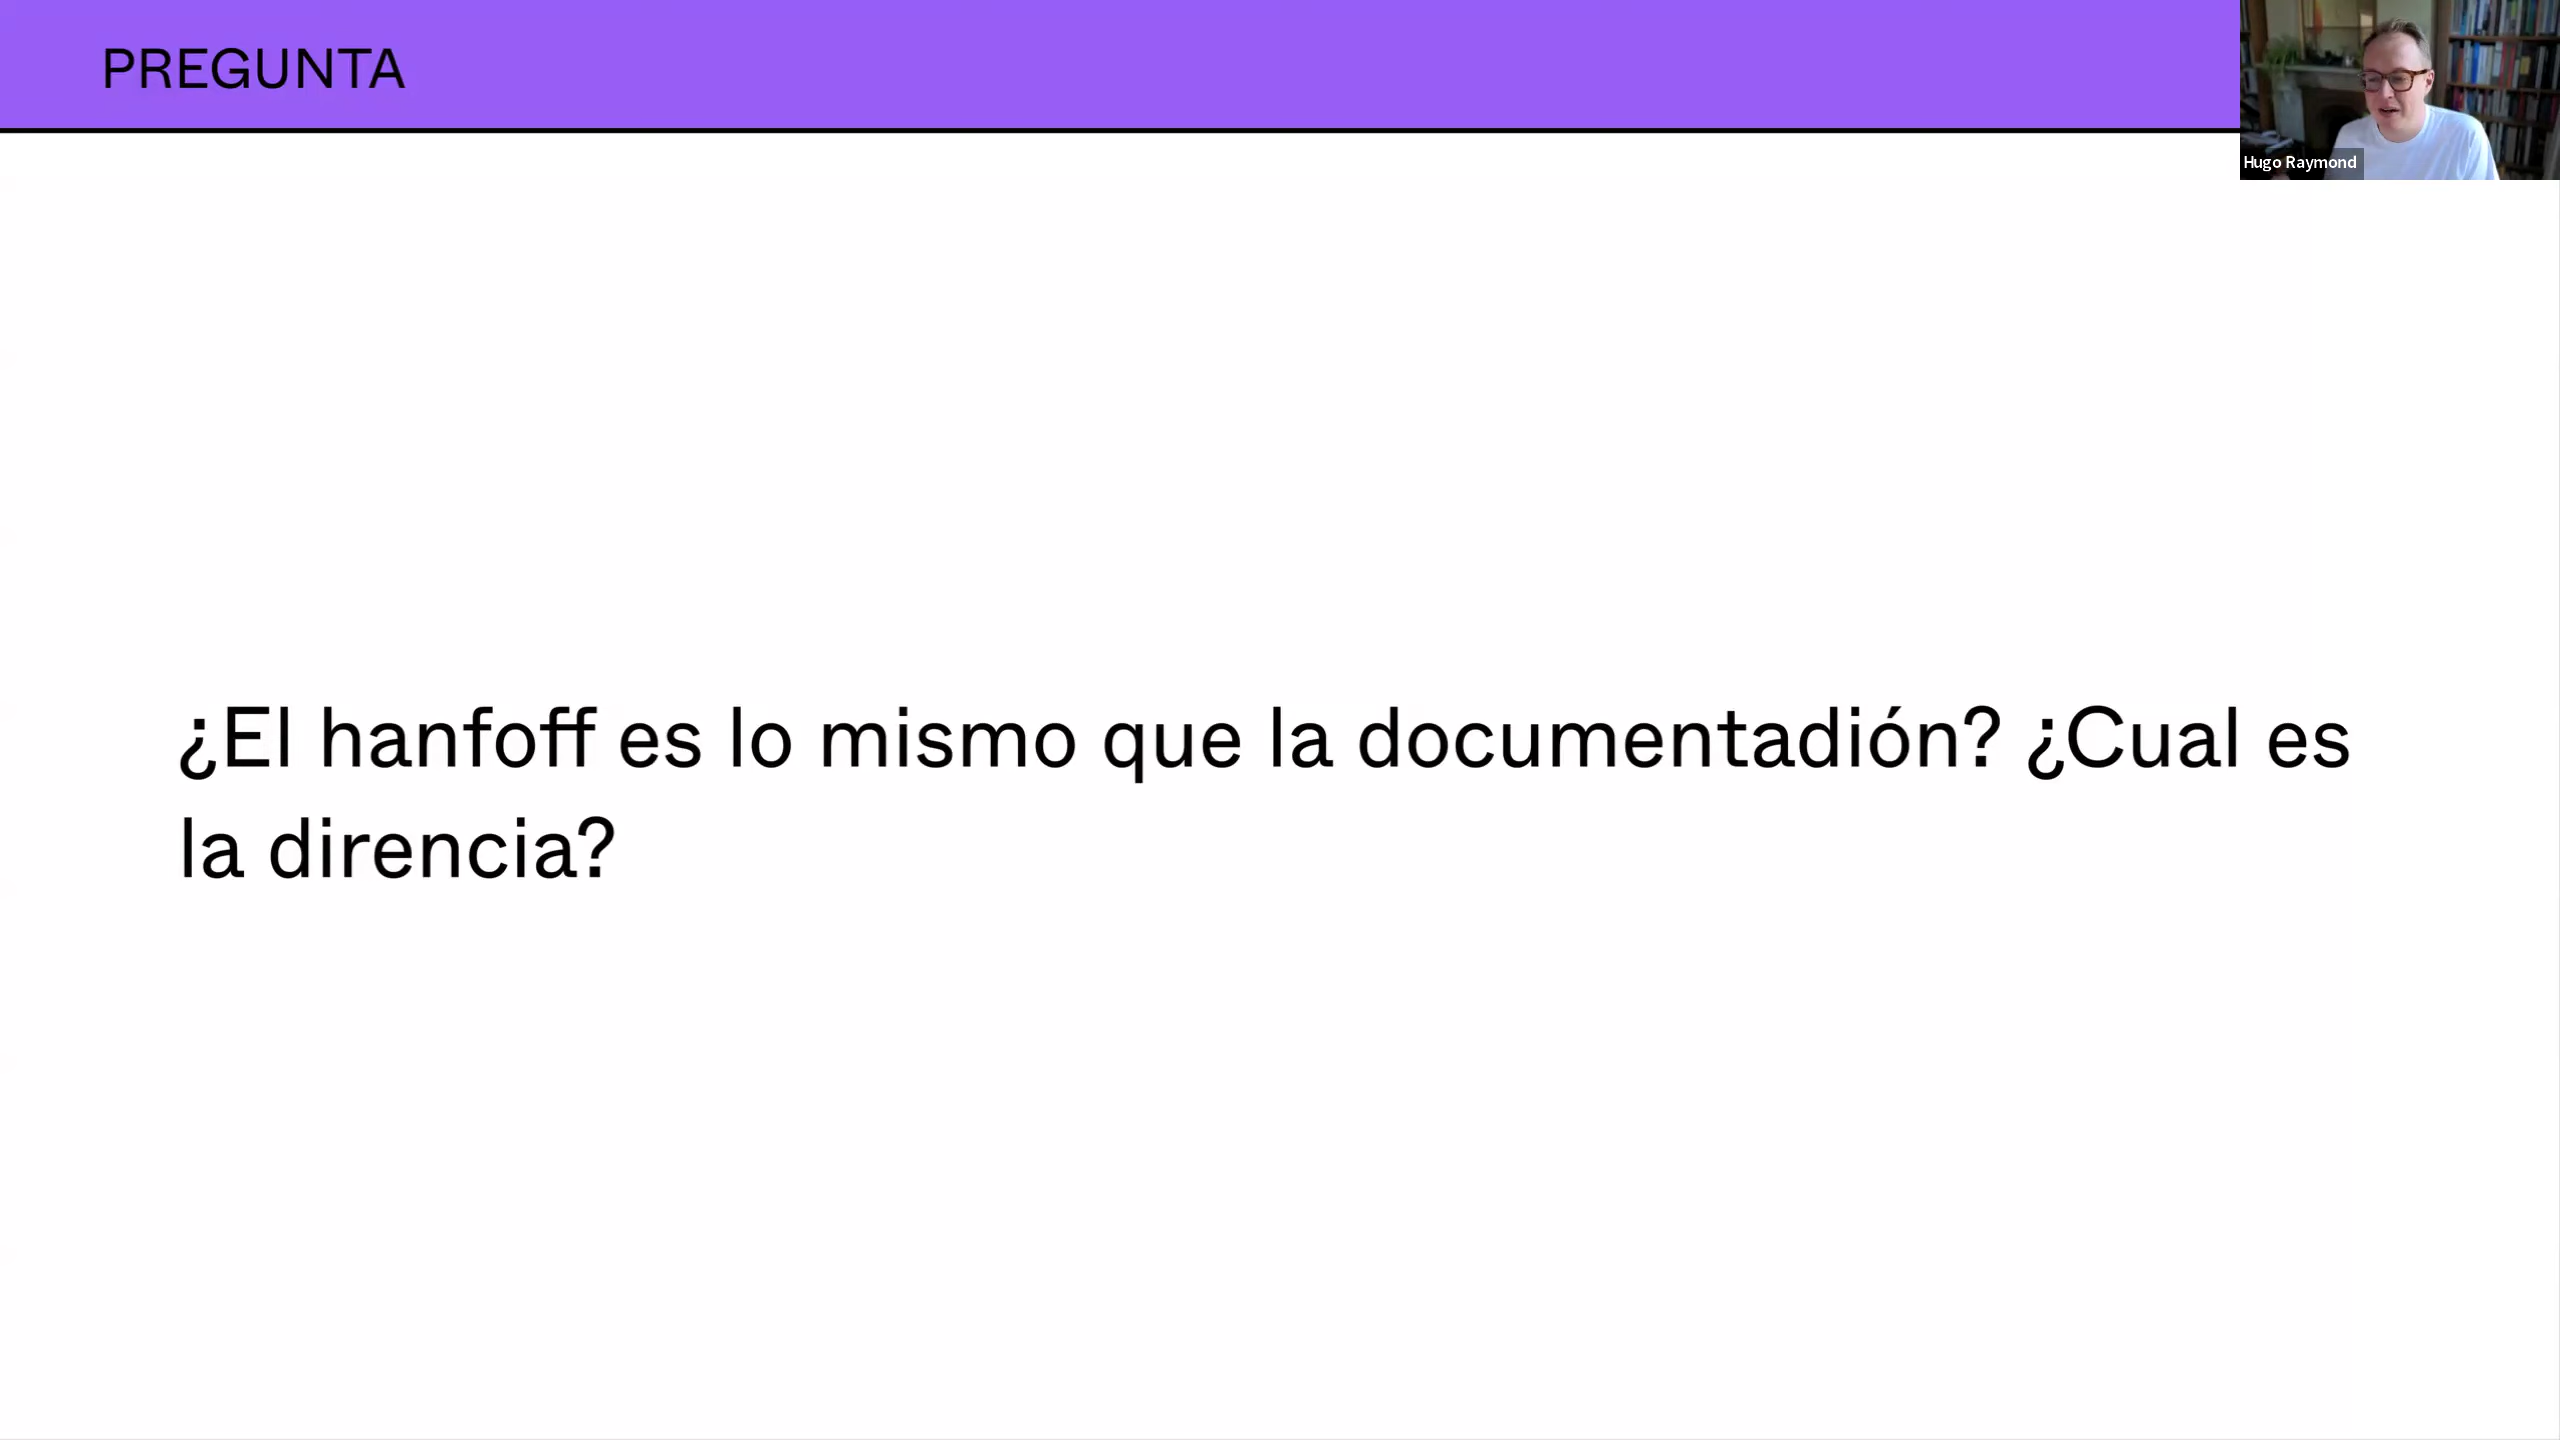 PREGUNTA
Hugo Raymond
¿El hanfoff es lo mismo que la documentadión? ¿Cual es
la direncia?